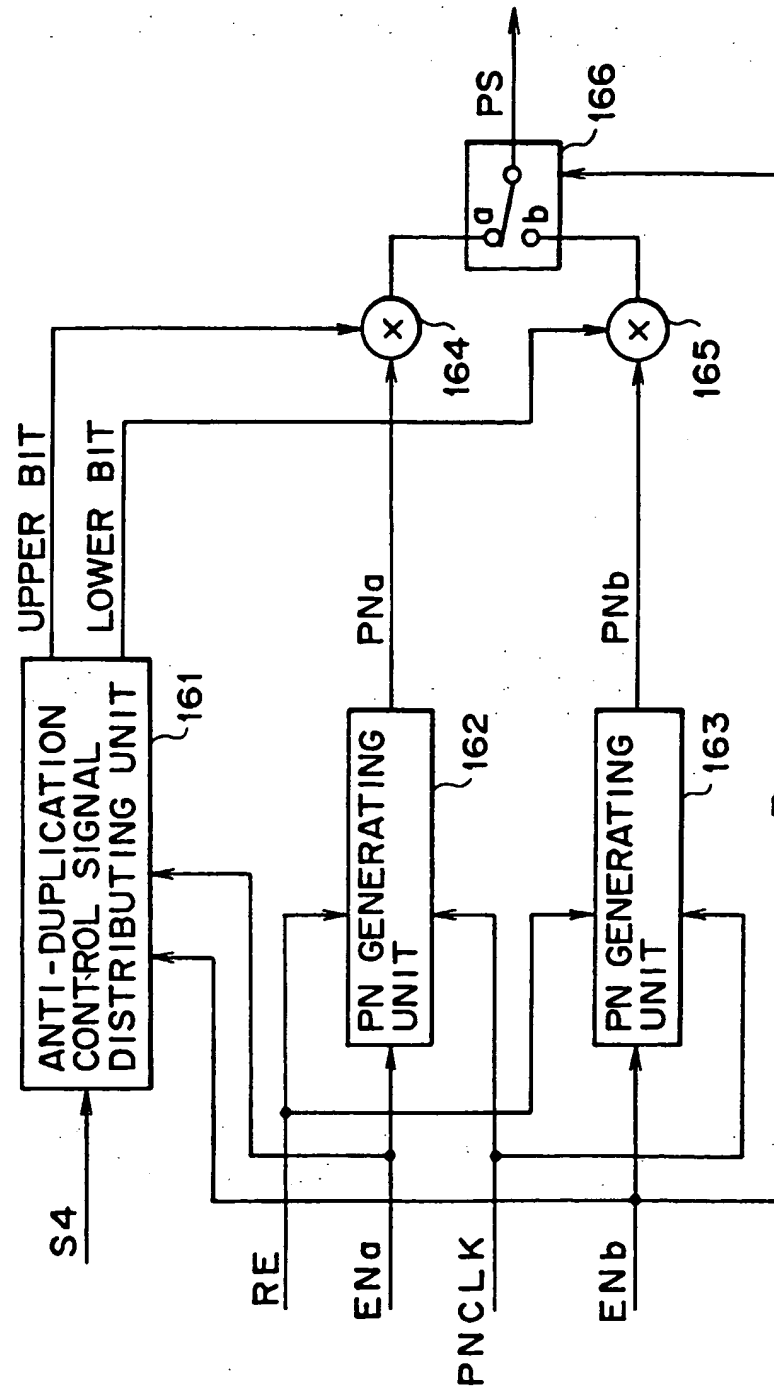 S4
ANTI-DUPLICATION
CONTROL SIGNAL
DISTRIBUTING UNIT
161
UPPER BIT
LOWER BIT
RE
ENa
PNCLK
ENb
PN GENERATING
UNIT
162
PNa
164
PN GENERATING
UNIT
163
PNb
165
a
b
PS
166